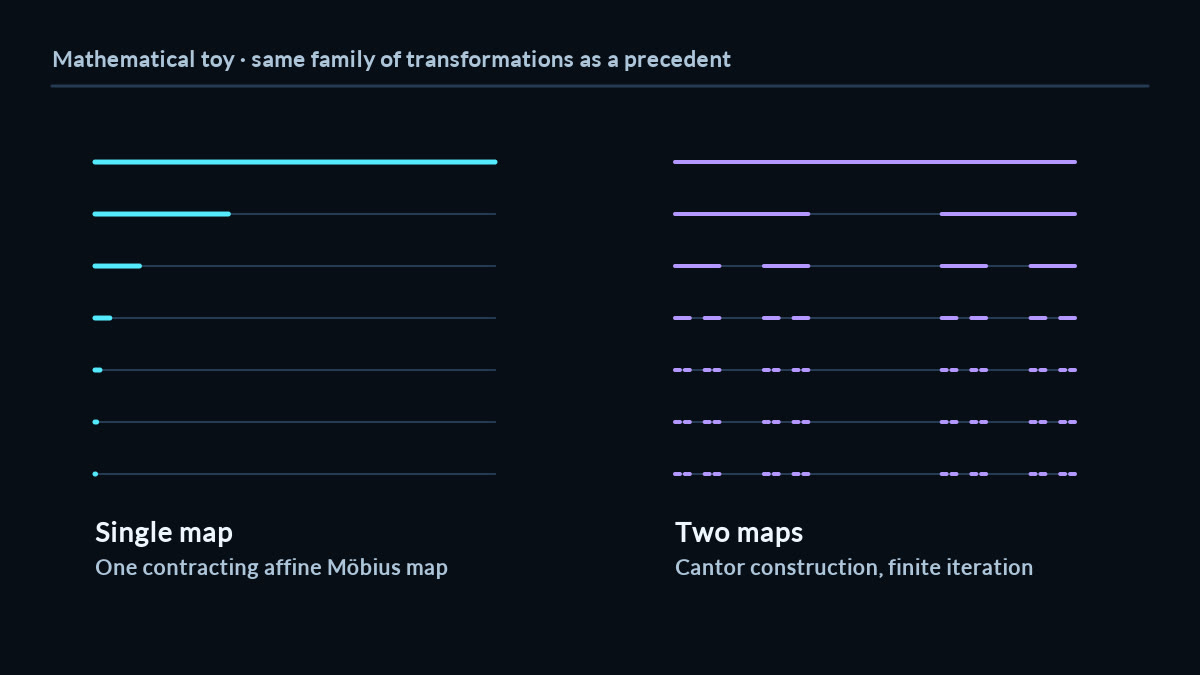 Mathematical toy · same family of transformations as a precedent
Single map
One contracting affine Möbius map
Two maps
Cantor construction, finite iteration